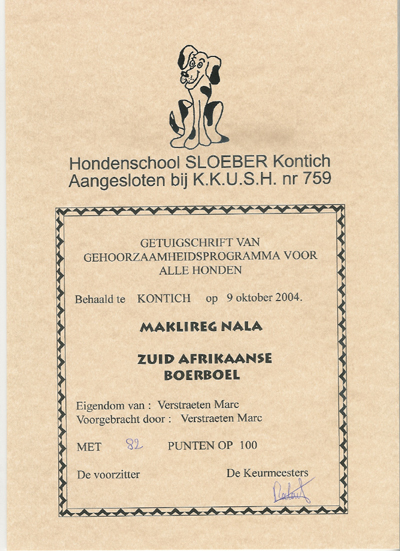 Hondenschool SLOEBER Kontich
Aangesloten bij K.K.U.S.H. nr 759
GETUIGSCHRIFT VAN
GEHOORZAAMHEIDSPROGRAMMA VOOR
ALLE HONDEN
Behaald te KONTICH op 9 oktober 2004.
MAKLIREG NALA
ZUID AFRIKAANSE
BOERBOEL
Eigendom van : Verstraeten Marc
Voorgebracht door : Verstraeten Marc
MET 82 PUNTEN OP 100
De voorzitter De Keurmeesters